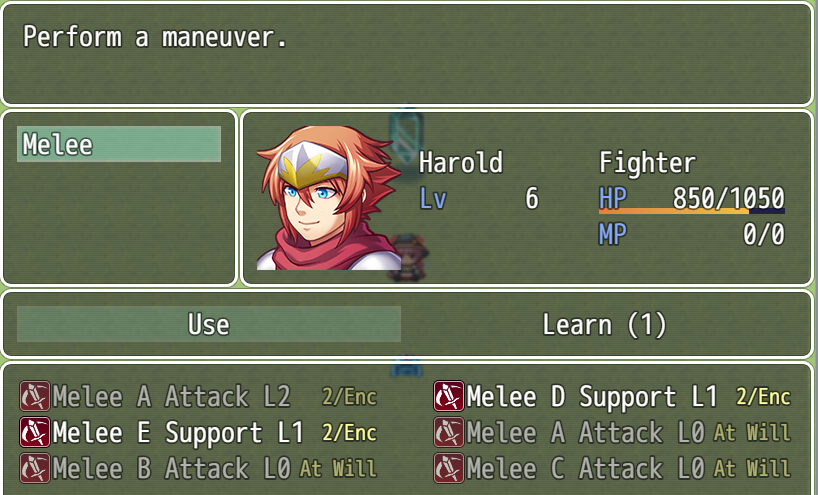 Perform a maneuver.
Melee
Harold Fighter
Lv 6 HP 850/1050
MP 0/0
Use Learn (1)
Melee A Attack L2 2/Enc Melee D Support L1 2/Enc
Melee E Support L1 2/Enc Melee A Attack L0 At Will
Melee B Attack L0 At Will Melee C Attack L0 At Will